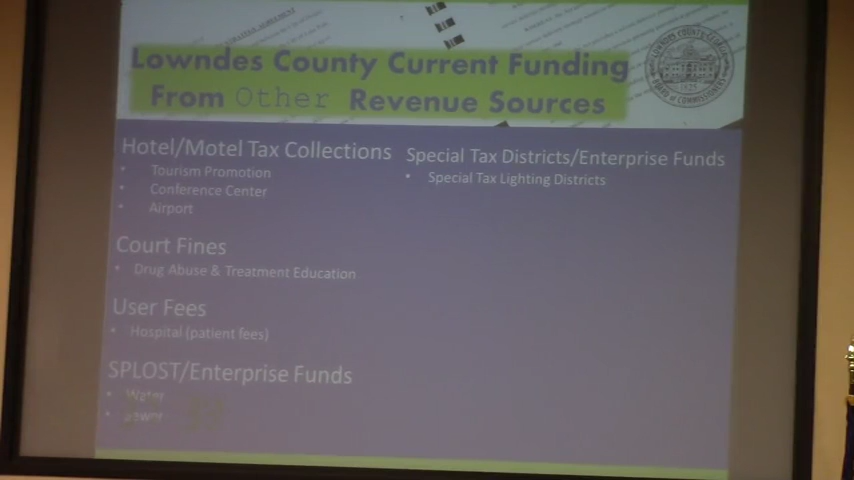 Lowndes County Current Funding
From Other Revenue Sources
Hotel/Motel Tax Collections
• Tourism Promotion
• Conference Center
• Airport
Court Fines
• Drug Abuse & Treatment Education
User Fees
• Hospital (patient fees)
SPLOST/Enterprise Funds
• Water
• Sewer
Special Tax Districts/Enterprise Funds
• Special Tax Lighting Districts